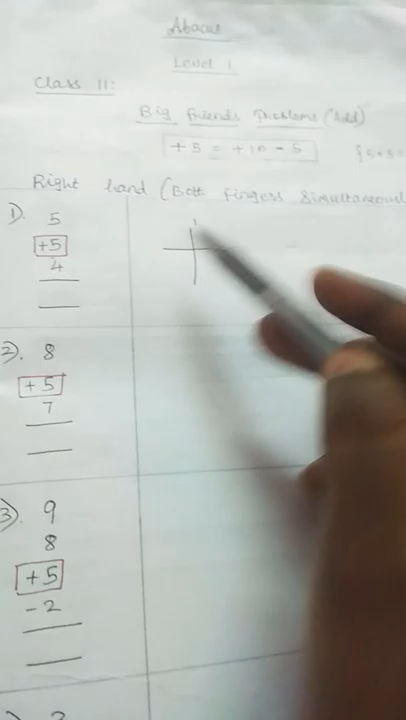 Abacus
Level 1
Class 11:
Big Friends Problems (Add)
+5 = +10 - 5
Right hand (Both fingers Simultaneous
1). 5
+5
4
2). 8
+5
7
3). 9
8
+5
-2